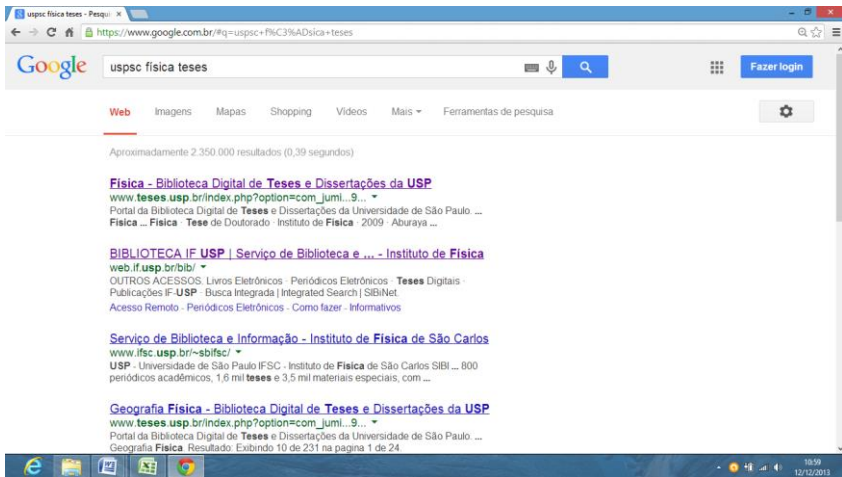 uspsc física teses - Pesqui
https://www.google.com.br/#q=uspsc+f%C3%ADsica+teses
Google
uspsc física teses
Fazer login
Web Imagens Mapas Shopping Vídeos Mais Ferramentas de pesquisa
Aproximadamente 2.350.000 resultados (0,39 segundos)
Física - Biblioteca Digital de Teses e Dissertações da USP
www.teses.usp.br/index.php?option=com_jumi...9...
Portal da Biblioteca Digital de Teses e Dissertações da Universidade de São Paulo. ...
Física ... Física · Tese de Doutorado · Instituto de Física · 2009 · Aburaya ...
BIBLIOTECA IF USP | Serviço de Biblioteca e ... - Instituto de Física
web.if.usp.br/bib/
OUTROS ACESSOS. Livros Eletrônicos · Periódicos Eletrônicos · Teses Digitais ·
Publicações IF-USP · Busca Integrada | Integrated Search | SIBiNet.
Acesso Remoto - Periódicos Eletrônicos - Como fazer - Informativos
Serviço de Biblioteca e Informação - Instituto de Física de São Carlos
www.ifsc.usp.br/~sbifsc/
USP - Universidade de São Paulo IFSC - Instituto de Física de São Carlos SIBI ... 800
periódicos acadêmicos, 1,6 mil teses e 3,5 mil materiais especiais, com ...
Geografia Física - Biblioteca Digital de Teses e Dissertações da USP
www.teses.usp.br/index.php?option=com_jumi...9...
Portal da Biblioteca Digital de Teses e Dissertações da Universidade de São Paulo. ...
Geografia Física. Resultado: Exibindo 10 de 231 na pagina 1 de 24.
10:59
12/12/2013